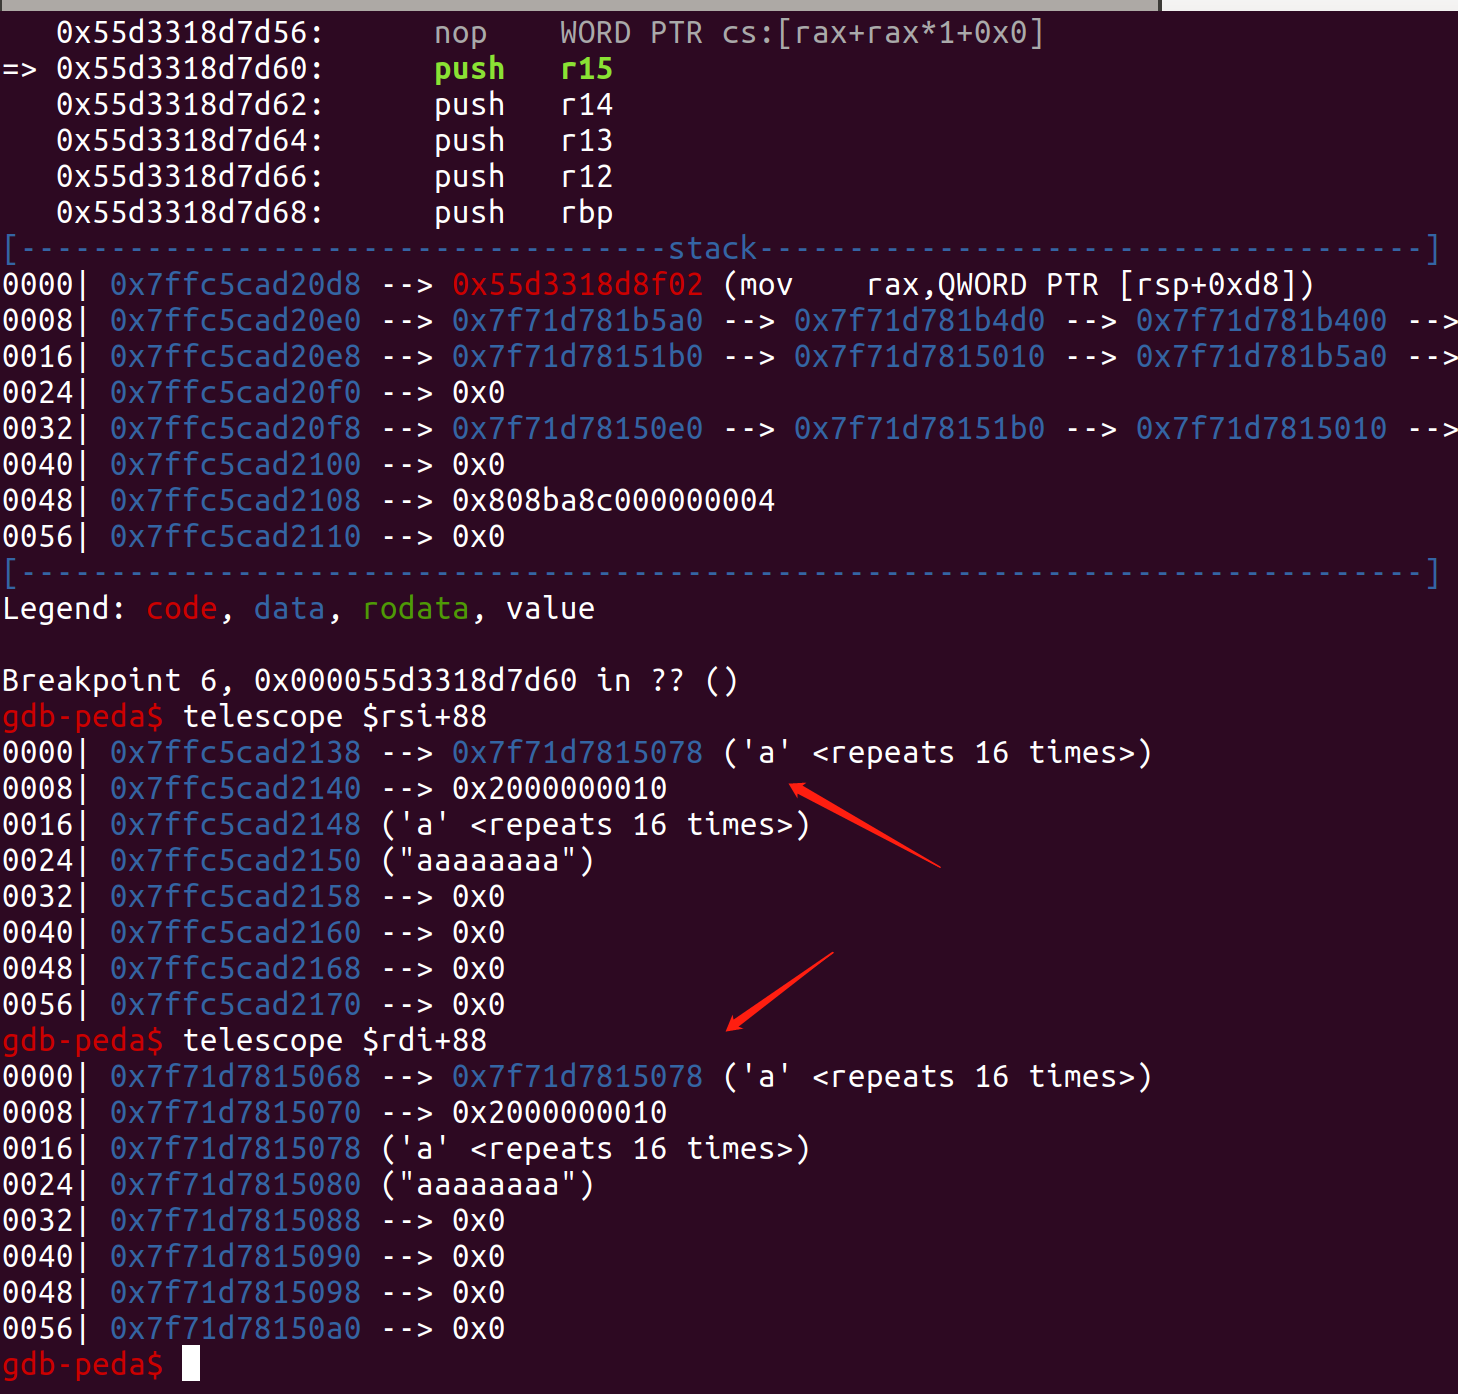 0x55d3318d7d56:      nop    WORD PTR cs:[rax+rax*1+0x0]
=> 0x55d3318d7d60:      push   r15
   0x55d3318d7d62:      push   r14
   0x55d3318d7d64:      push   r13
   0x55d3318d7d66:      push   r12
   0x55d3318d7d68:      push   rbp
[------------------------------------stack-------------------------------------]
0000| 0x7ffc5cad20d8 --> 0x55d3318d8f02 (mov    rax,QWORD PTR [rsp+0xd8])
0008| 0x7ffc5cad20e0 --> 0x7f71d781b5a0 --> 0x7f71d781b4d0 --> 0x7f71d781b400 -->
0016| 0x7ffc5cad20e8 --> 0x7f71d78151b0 --> 0x7f71d7815010 --> 0x7f71d781b5a0 -->
0024| 0x7ffc5cad20f0 --> 0x0
0032| 0x7ffc5cad20f8 --> 0x7f71d78150e0 --> 0x7f71d78151b0 --> 0x7f71d7815010 -->
0040| 0x7ffc5cad2100 --> 0x0
0048| 0x7ffc5cad2108 --> 0x808ba8c000000004
0056| 0x7ffc5cad2110 --> 0x0
[------------------------------------------------------------------------------]
Legend: code, data, rodata, value
Breakpoint 6, 0x000055d3318d7d60 in ?? ()
gdb-peda$ telescope $rsi+88
0000| 0x7ffc5cad2138 --> 0x7f71d7815078 ('a' <repeats 16 times>)
0008| 0x7ffc5cad2140 --> 0x2000000010
0016| 0x7ffc5cad2148 ('a' <repeats 16 times>)
0024| 0x7ffc5cad2150 ("aaaaaaaa")
0032| 0x7ffc5cad2158 --> 0x0
0040| 0x7ffc5cad2160 --> 0x0
0048| 0x7ffc5cad2168 --> 0x0
0056| 0x7ffc5cad2170 --> 0x0
gdb-peda$ telescope $rdi+88
0000| 0x7f71d7815068 --> 0x7f71d7815078 ('a' <repeats 16 times>)
0008| 0x7f71d7815070 --> 0x2000000010
0016| 0x7f71d7815078 ('a' <repeats 16 times>)
0024| 0x7f71d7815080 ("aaaaaaaa")
0032| 0x7f71d7815088 --> 0x0
0040| 0x7f71d7815090 --> 0x0
0048| 0x7f71d7815098 --> 0x0
0056| 0x7f71d78150a0 --> 0x0
gdb-peda$